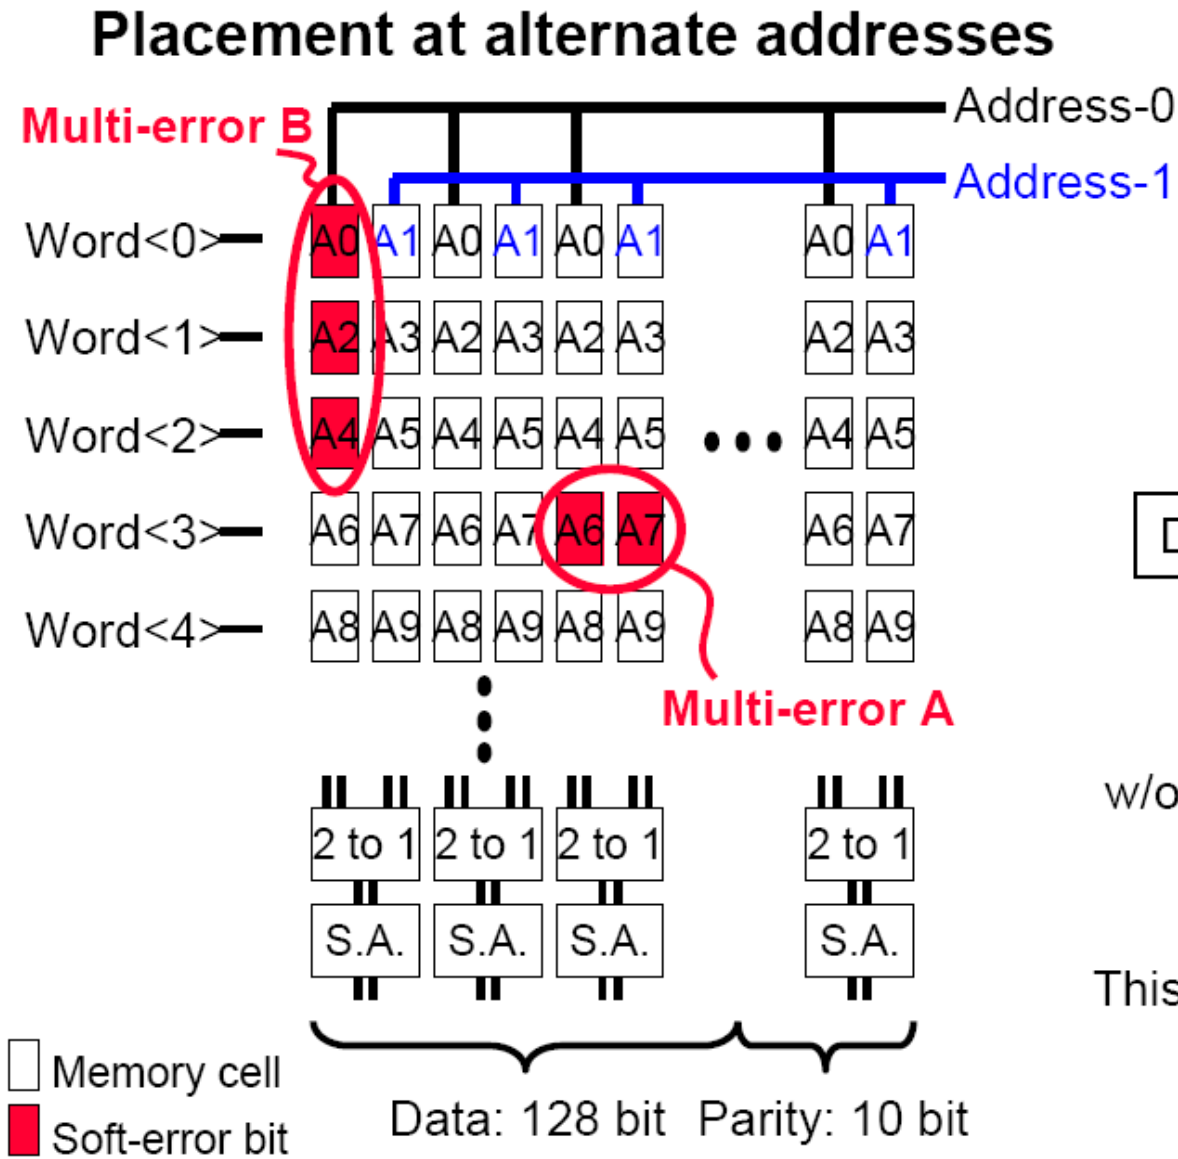 Placement at alternate addresses
Multi-error B
Address-0
Address-1
Word<0> A0 A1 A0 A1 A0 A1 A0 A1
Word<1> A2 A3 A2 A3 A2 A3 A2 A3
Word<2> A4 A5 A4 A5 A4 A5 A4 A5
Word<3> A6 A7 A6 A7 A6 A7 A6 A7
Word<4> A8 A9 A8 A9 A8 A9 A8 A9
Multi-error A
w/o
2 to 1 2 to 1 2 to 1 2 to 1
S.A. S.A. S.A. S.A.
This
Memory cell
Soft-error bit
Data: 128 bit Parity: 10 bit